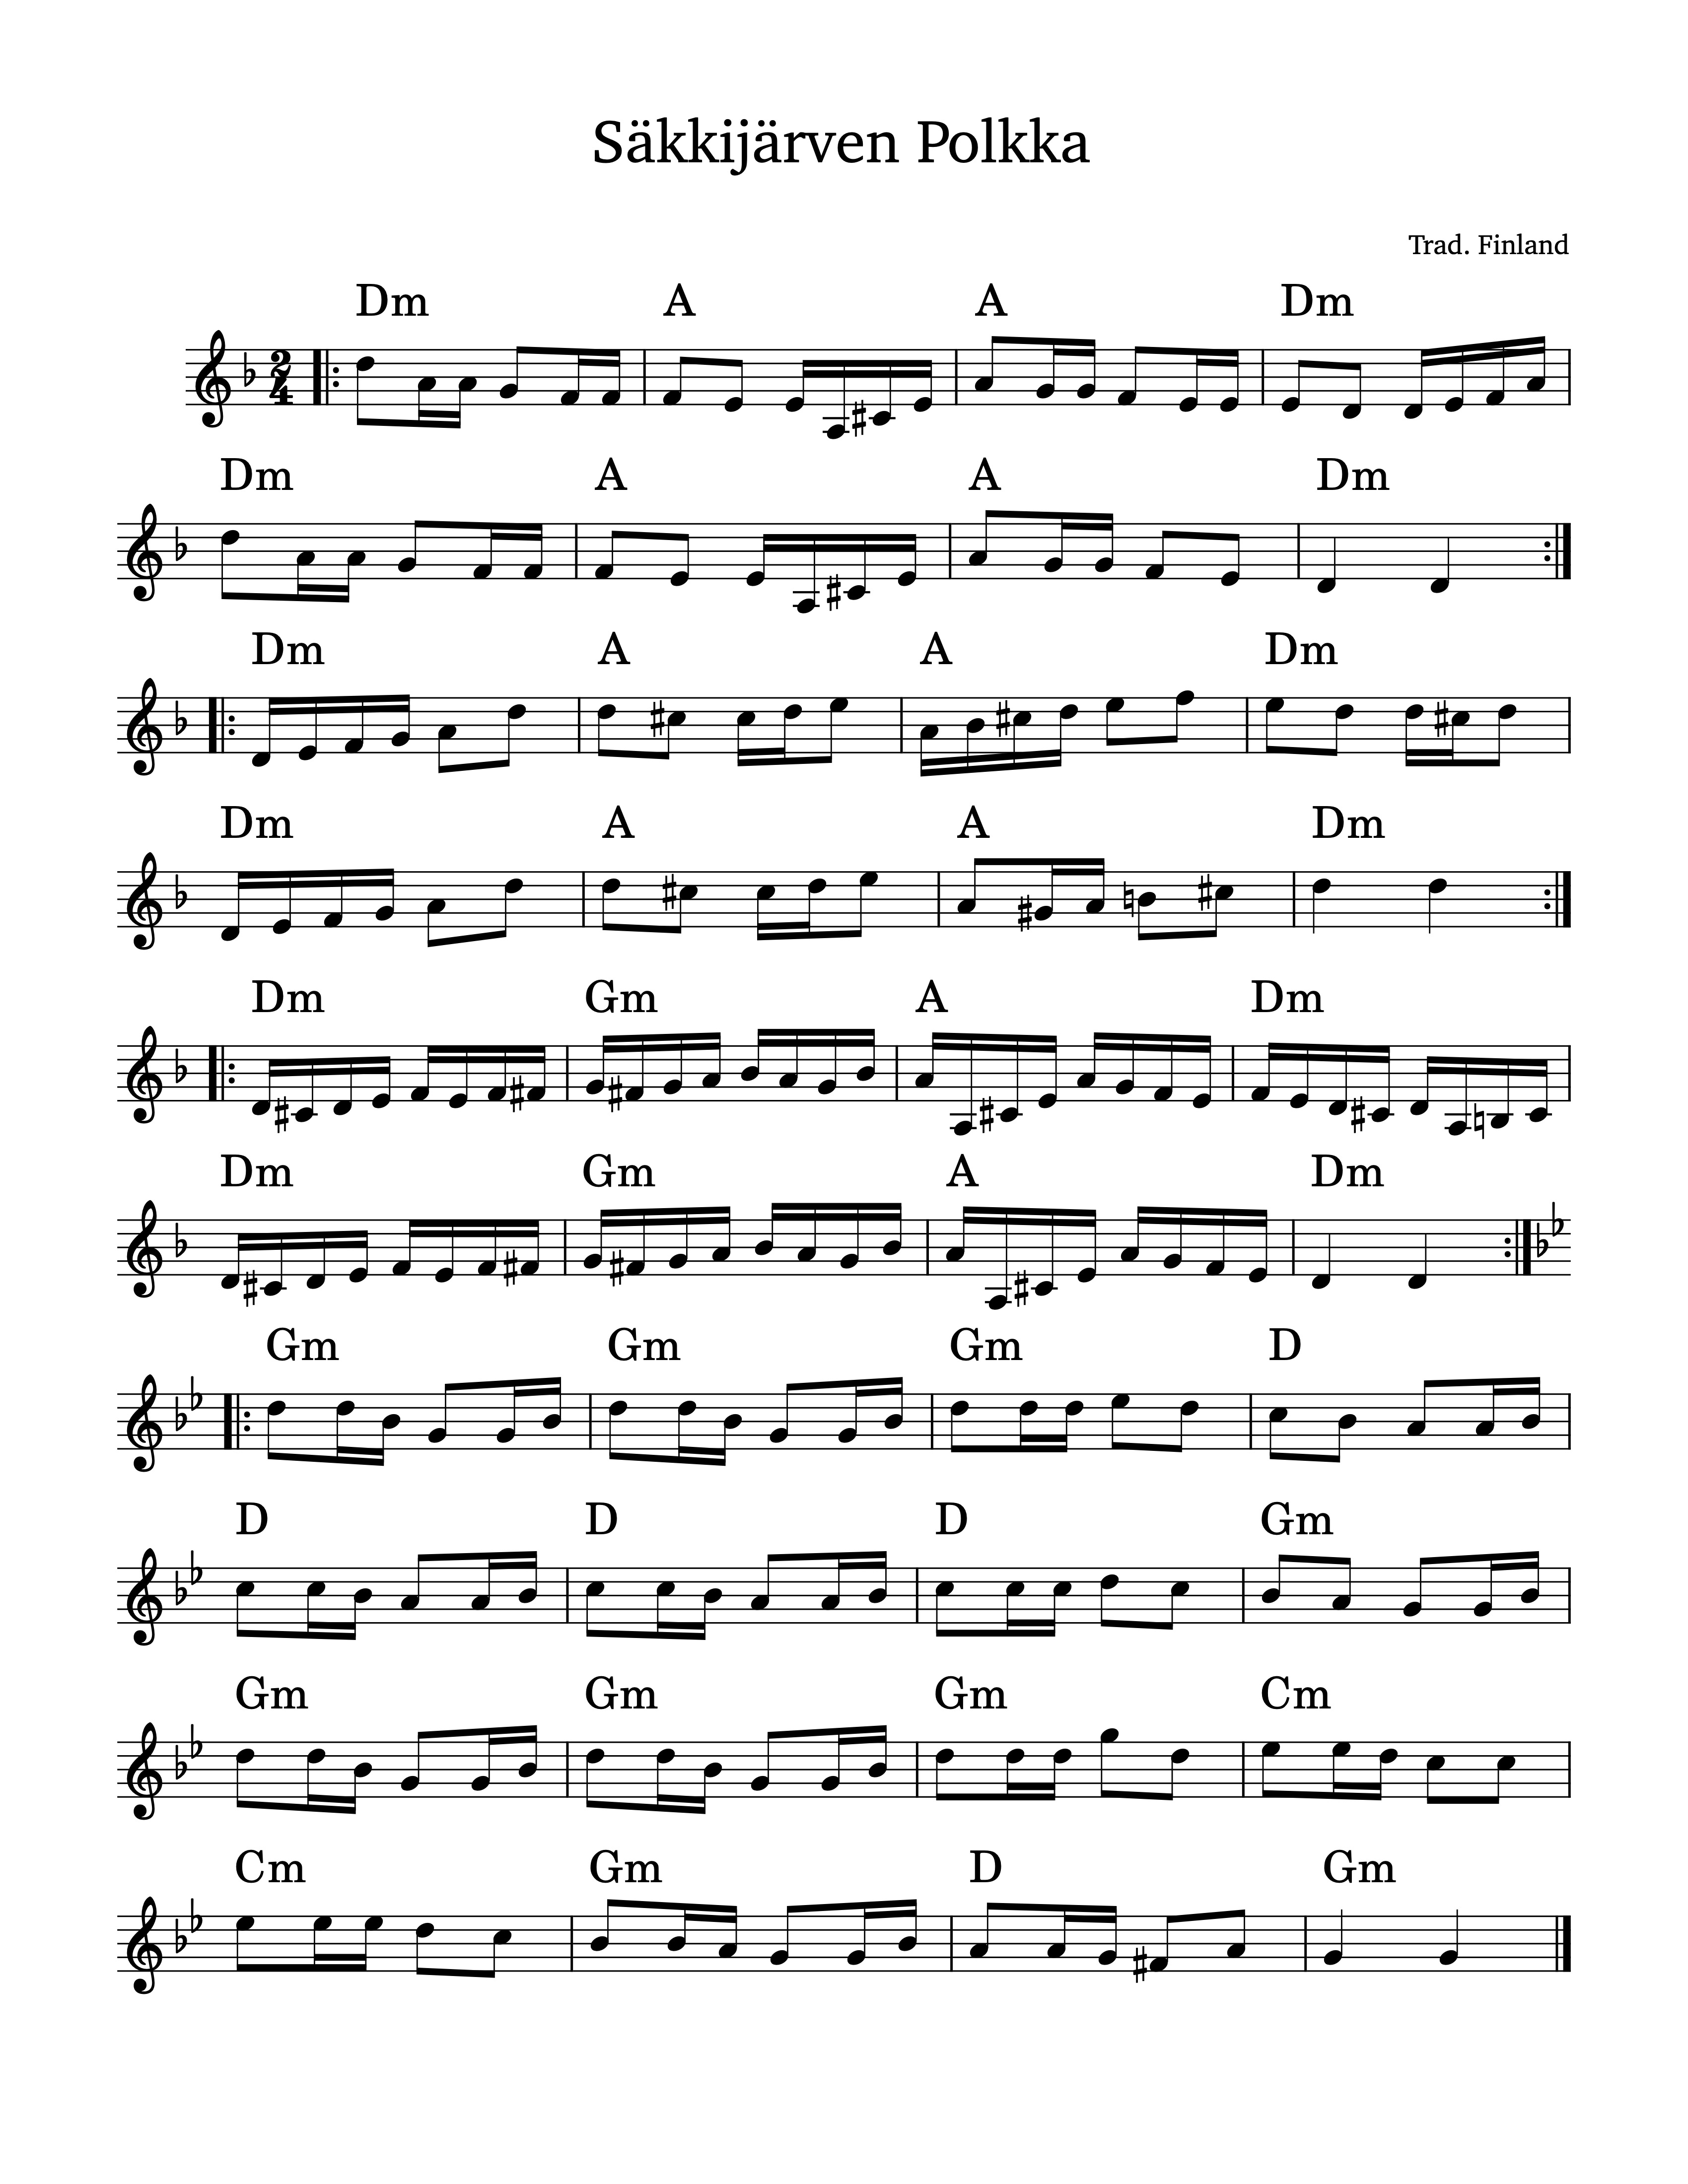 Säkkijärven Polkka
Trad. Finland
Dm A A Dm
2
4
Dm A A Dm
Dm A A Dm
Dm A A Dm
Dm Gm A Dm
Dm Gm A Dm
Gm Gm Gm D
D D D Gm
Gm Gm Gm Cm
Cm Gm D Gm